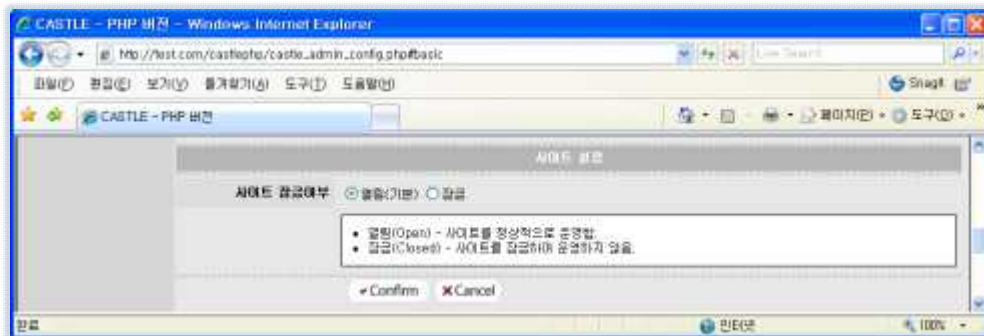 CASTLE - PHP 버전 - Windows Internet Explorer
http://test.com/castlephp/castle_admin_config.php#basic
Live Search
파일(F) 편집(E) 보기(V) 즐겨찾기(A) 도구(T) 도움말(H)
SnagIt
CASTLE - PHP 버전
페이지(P) 도구(O)
사이트 설정
사이트 잠금여부 열림(기본) 잠금
• 열림(Open) - 사이트를 정상적으로 운영함.
• 잠금(Closed) - 사이트를 잠금하여 운영하지 않음.
Confirm Cancel
완료 인터넷 100%